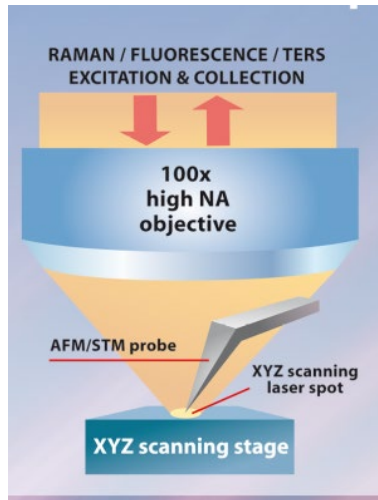 RAMAN / FLUORESCENCE / TERS
EXCITATION & COLLECTION
100x
high NA
objective
AFM/STM probe
XYZ scanning
laser spot
XYZ scanning stage